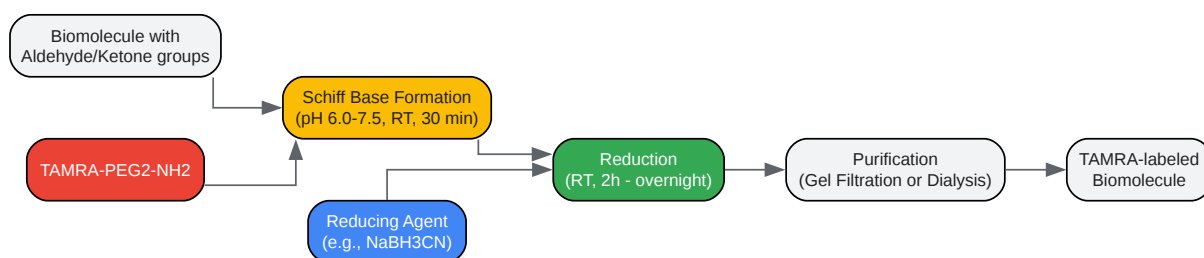 Biomolecule with
Aldehyde/Ketone groups
TAMRA-PEG2-NH2
Schiff Base Formation
(pH 6.0-7.5, RT, 30 min)
Reducing Agent
(e.g., NaBH3CN)
Reduction
(RT, 2h - overnight)
Purification
(Gel Filtration or Dialysis)
TAMRA-labeled
Biomolecule